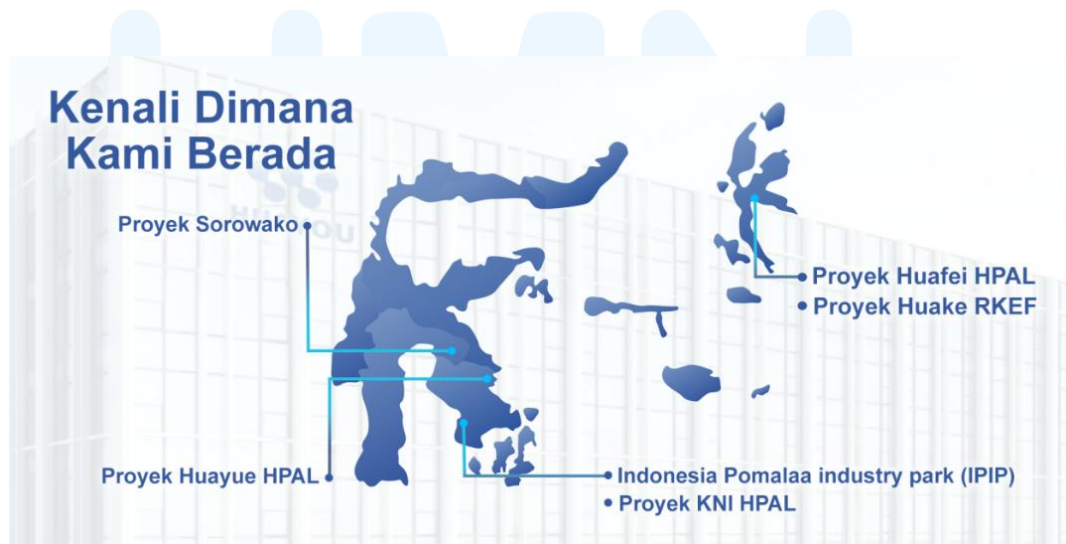 Kenali Dimana
Kami Berada
Proyek Sorowako
Proyek Huafei HPAL
Proyek Huake RKEF
Proyek Huayue HPAL
Indonesia Pomalaa industry park (IPIP)
Proyek KNI HPAL